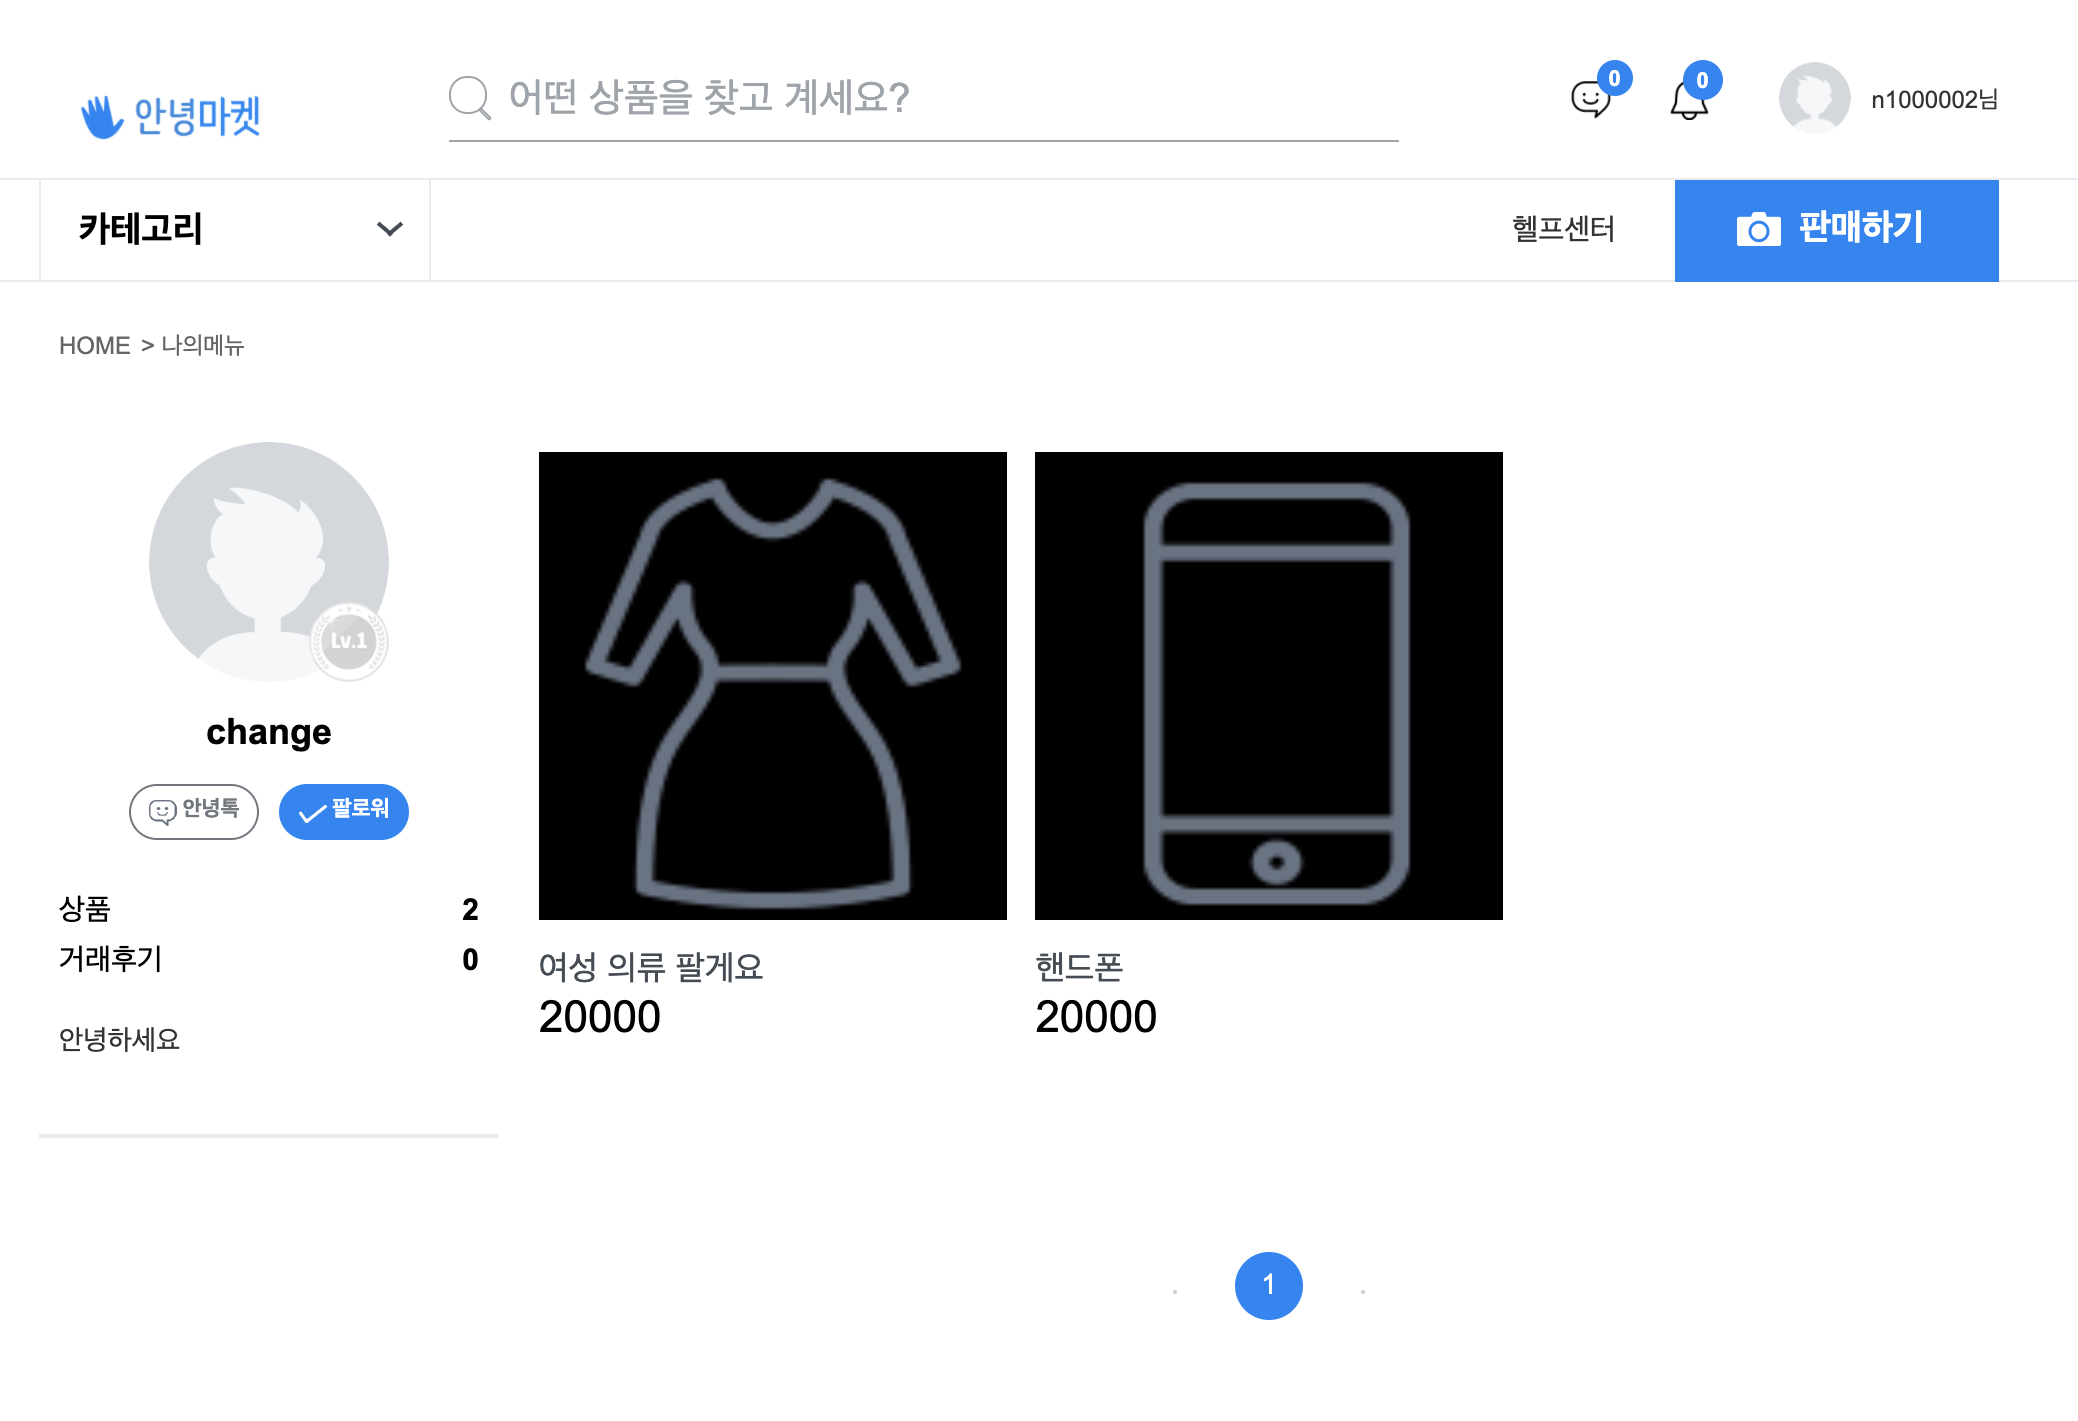 안녕마켓
어떤 상품을 찾고 계세요?
0
0
n1000002님
카테고리
헬프센터
판매하기
HOME > 나의메뉴
Lv.1
change
안녕톡
팔로워
상품 2
거래후기 0
안녕하세요
여성 의류 팔게요
20000
핸드폰
20000
1